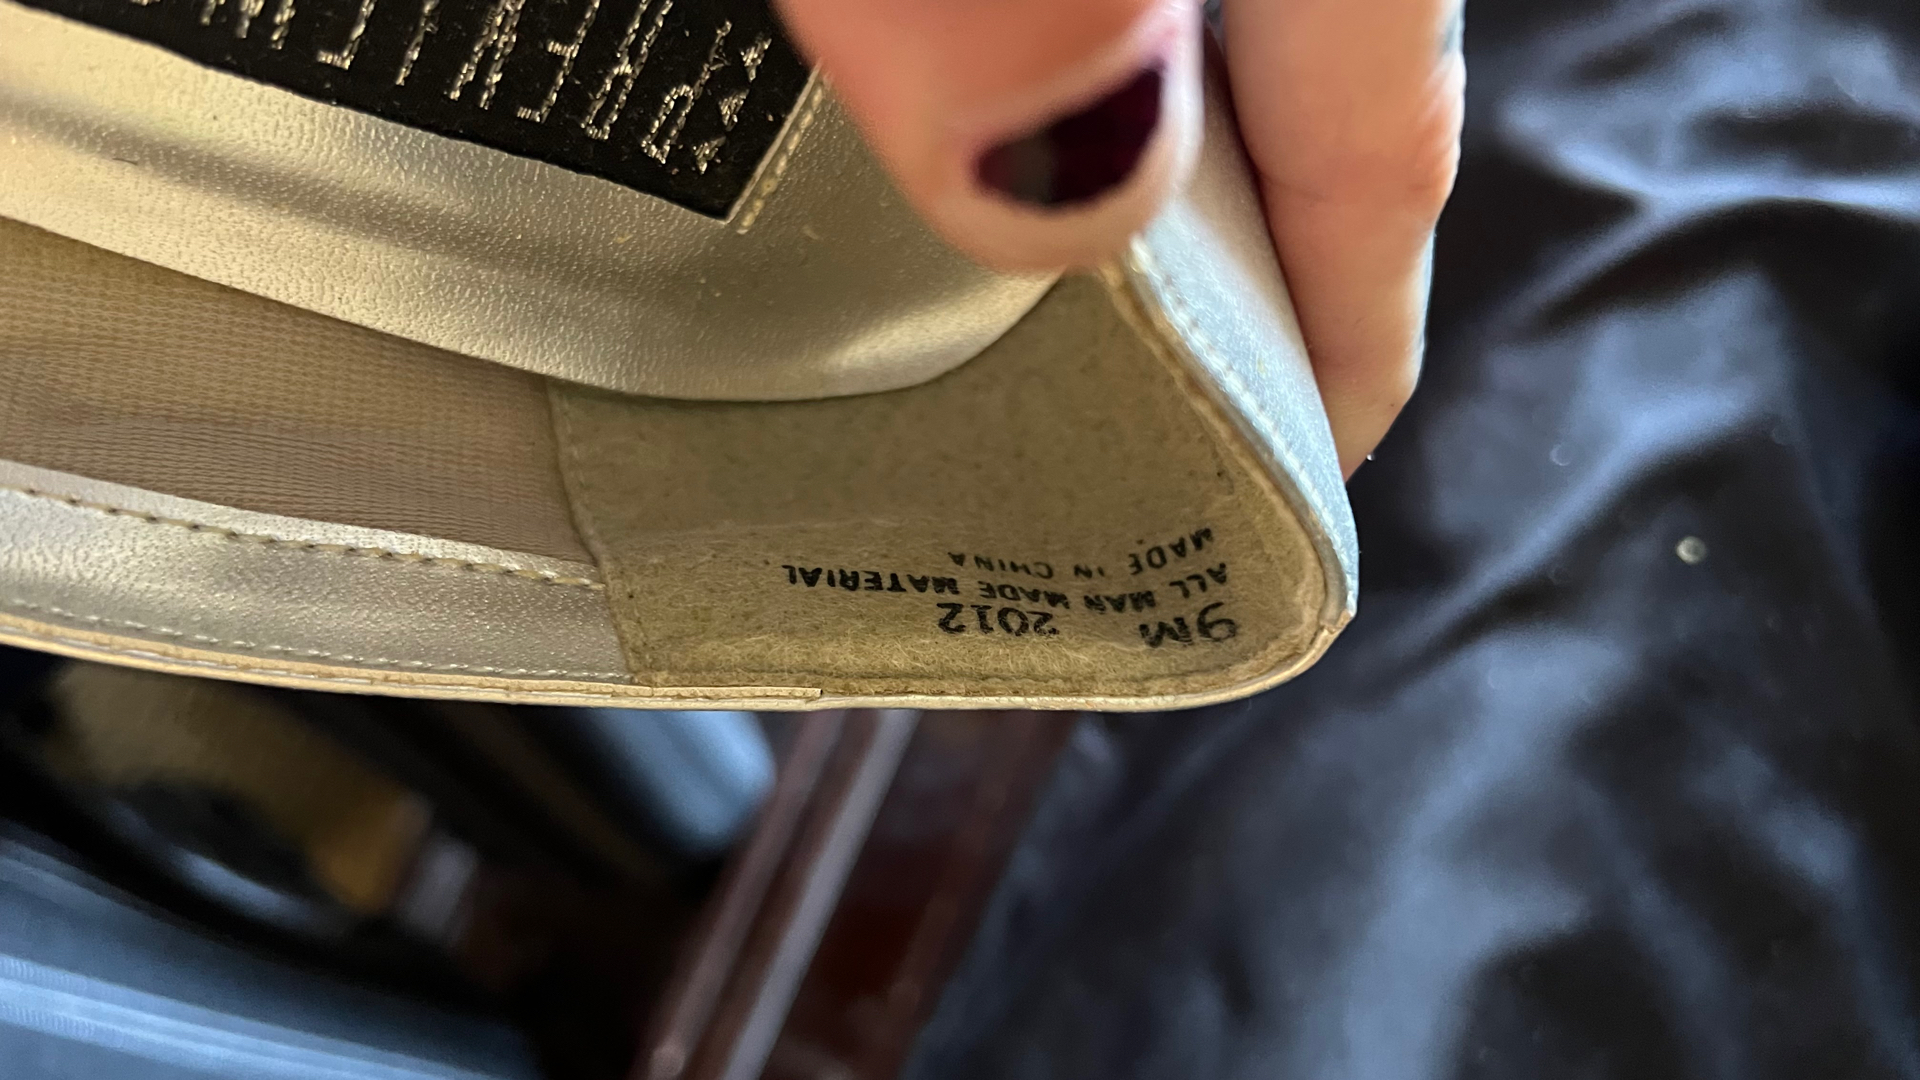 9M 2012
ALL MAN MADE MATERIAL
MADE IN CHINA